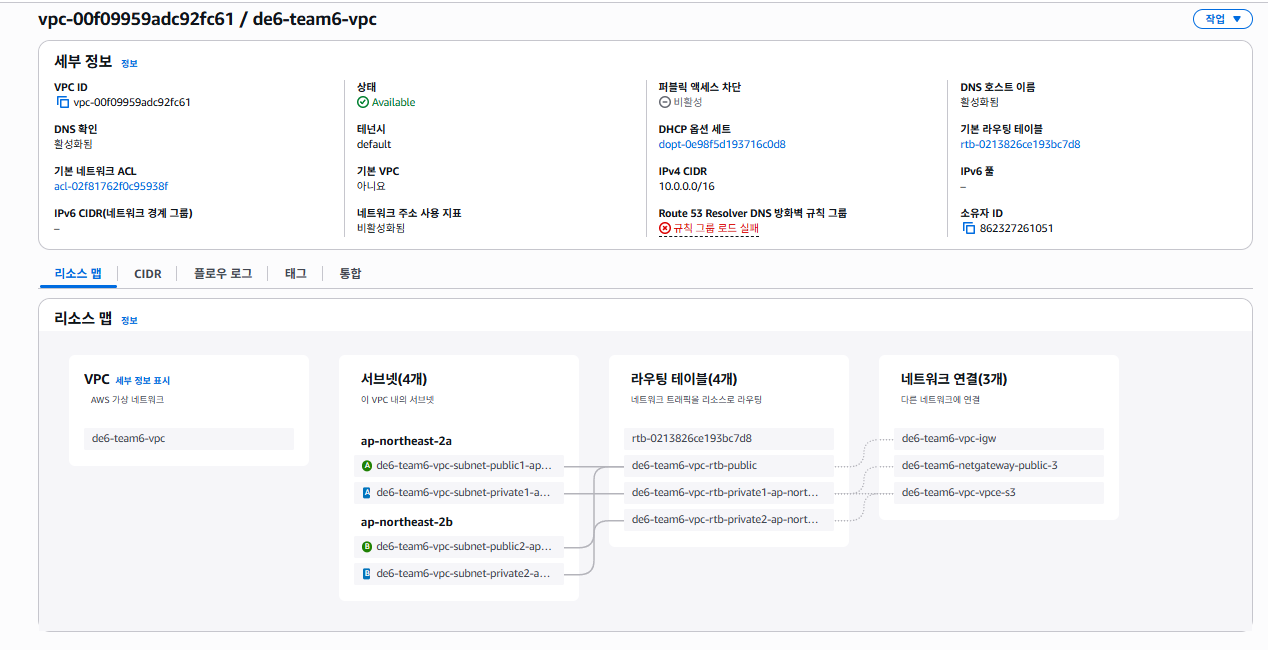 vpc-00f09959adc92fc61 / de6-team6-vpc
작업
세부 정보 정보
VPC ID
vpc-00f09959adc92fc61
상태
Available
퍼블릭 액세스 차단
비활성
DNS 호스트 이름
활성화됨
DNS 확인
활성화됨
테넌시
default
DHCP 옵션 세트
dopt-0e98f5d193716c0d8
기본 라우팅 테이블
rtb-0213826ce193bc7d8
기본 네트워크 ACL
acl-02f81762f0c95938f
기본 VPC
아니요
IPv4 CIDR
10.0.0.0/16
IPv6 풀
–
IPv6 CIDR(네트워크 경계 그룹)
–
네트워크 주소 사용 지표
비활성화됨
Route 53 Resolver DNS 방화벽 규칙 그룹
규칙 그룹 로드 실패
소유자 ID
862327261051
리소스 맵
CIDR
플로우 로그
태그
통합
리소스 맵 정보
VPC 세부 정보 표시
AWS 가상 네트워크
de6-team6-vpc
서브넷(4개)
이 VPC 내의 서브넷
ap-northeast-2a
A de6-team6-vpc-subnet-public1-ap...
A de6-team6-vpc-subnet-private1-a...
ap-northeast-2b
B de6-team6-vpc-subnet-public2-ap...
B de6-team6-vpc-subnet-private2-a...
라우팅 테이블(4개)
네트워크 트래픽을 리소스로 라우팅
rtb-0213826ce193bc7d8
de6-team6-vpc-rtb-public
de6-team6-vpc-rtb-private1-ap-nort...
de6-team6-vpc-rtb-private2-ap-nort...
네트워크 연결(3개)
다른 네트워크에 연결
de6-team6-vpc-igw
de6-team6-netgateway-public-3
de6-team6-vpc-vpce-s3